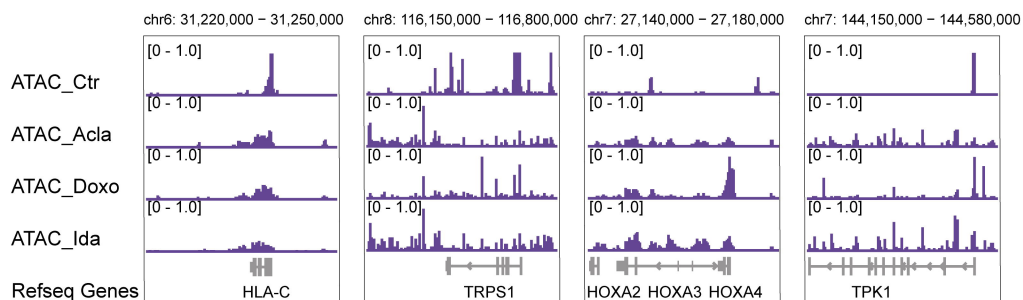 chr6: 31,220,000 – 31,250,000 chr8: 116,150,000 – 116,800,000 chr7: 27,140,000 – 27,180,000 chr7: 144,150,000 – 144,580,000
ATAC_Ctr [0 - 1.0] [0 - 1.0] [0 - 1.0] [0 - 1.0]
ATAC_Acla [0 - 1.0] [0 - 1.0] [0 - 1.0] [0 - 1.0]
ATAC_Doxo [0 - 1.0] [0 - 1.0] [0 - 1.0] [0 - 1.0]
ATAC_Ida [0 - 1.0] [0 - 1.0] [0 - 1.0] [0 - 1.0]
Refseq Genes HLA-C TRPS1 HOXA2 HOXA3 HOXA4 TPK1